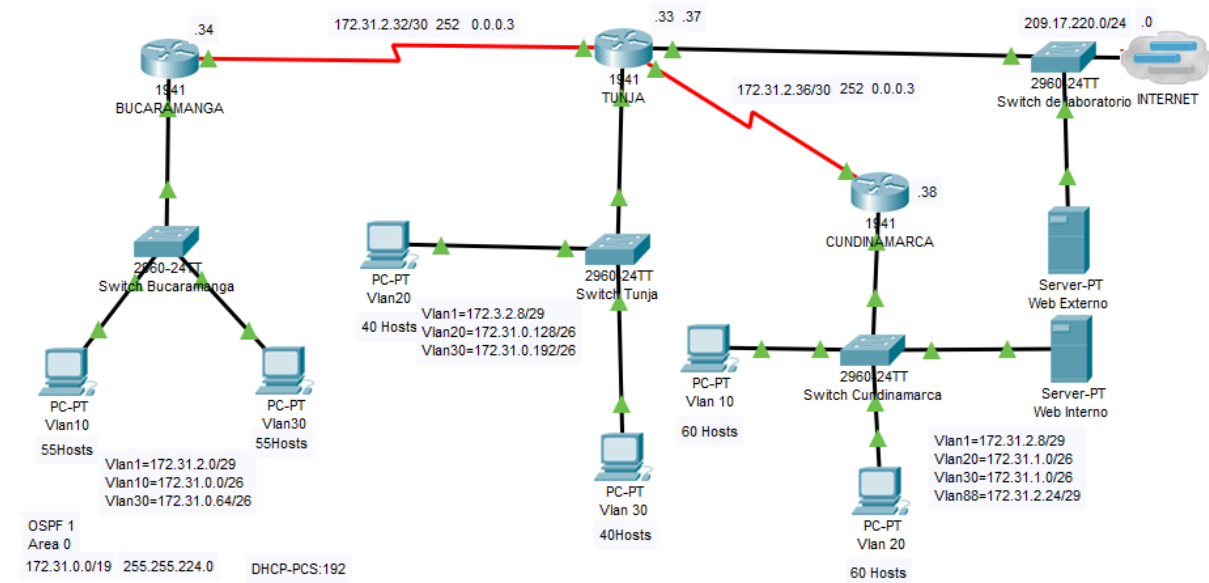 .34
172.31.2.32/30 252 0.0.0.3
.33 .37
209.17.220.0/24 .0
1941
BUCARAMANGA
1941
TUNJA
172.31.2.36/30 252 0.0.0.3
2960-24TT
Switch de laboratorio
INTERNET
.38
1941
CUNDINAMARCA
2960-24TT
Switch Bucaramanga
PC-PT
Vlan20
40 Hosts
Vlan1=172.3.2.8/29
Vlan20=172.31.0.128/26
Vlan30=172.31.0.192/26
2960-24TT
Switch Tunja
Server-PT
Web Externo
PC-PT
Vlan10
55Hosts
PC-PT
Vlan30
55Hosts
Vlan1=172.31.2.0/29
Vlan10=172.31.0.0/26
Vlan30=172.31.0.64/26
PC-PT
Vlan 10
60 Hosts
2960-24TT
Switch Cundinamarca
Server-PT
Web Interno
Vlan1=172.31.2.8/29
Vlan20=172.31.1.0/26
Vlan30=172.31.1.0/26
Vlan88=172.31.2.24/29
PC-PT
Vlan 30
40Hosts
PC-PT
Vlan 20
60 Hosts
OSPF 1
Area 0
172.31.0.0/19 255.255.224.0
DHCP-PCS:192